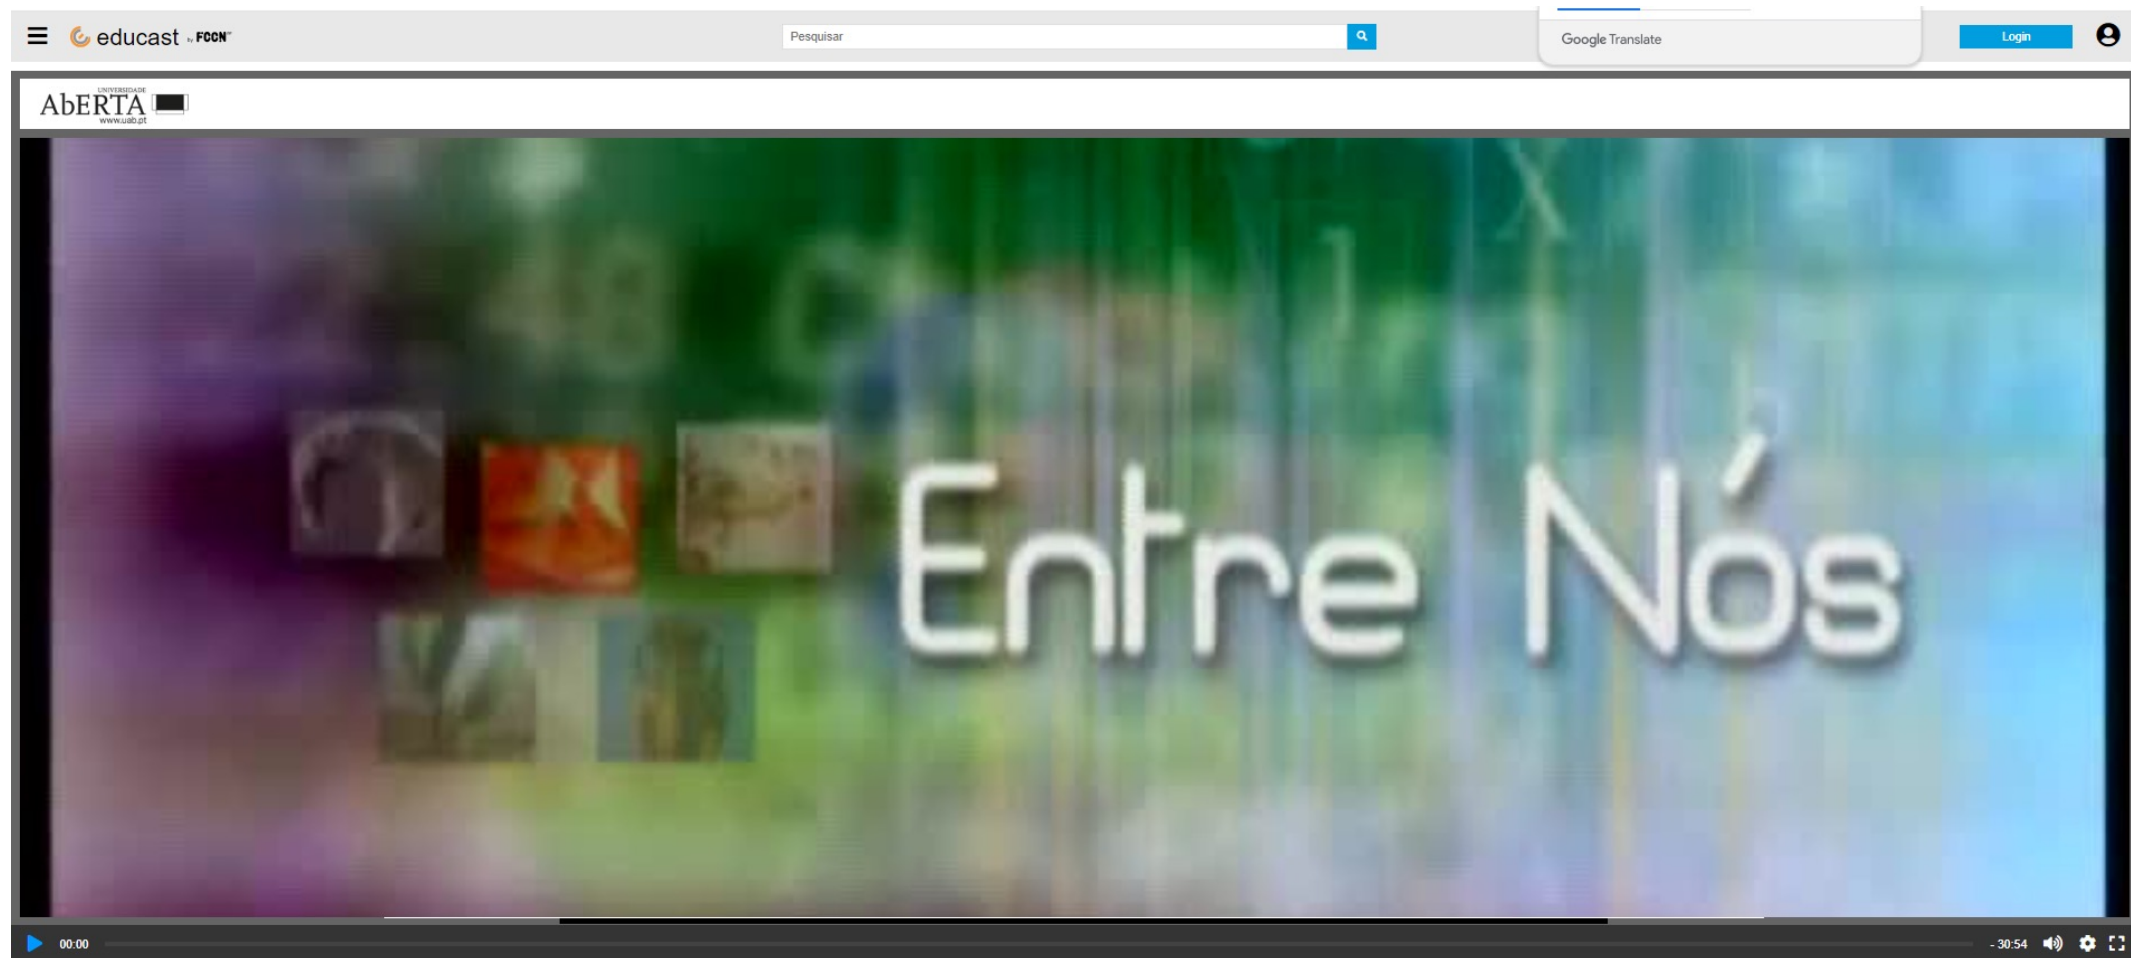 educast by FCCN
Pesquisar
Google Translate
Login
UNIVERSIDADE
AbERTA
www.uab.pt
Entre Nós
00:00
- 30:54